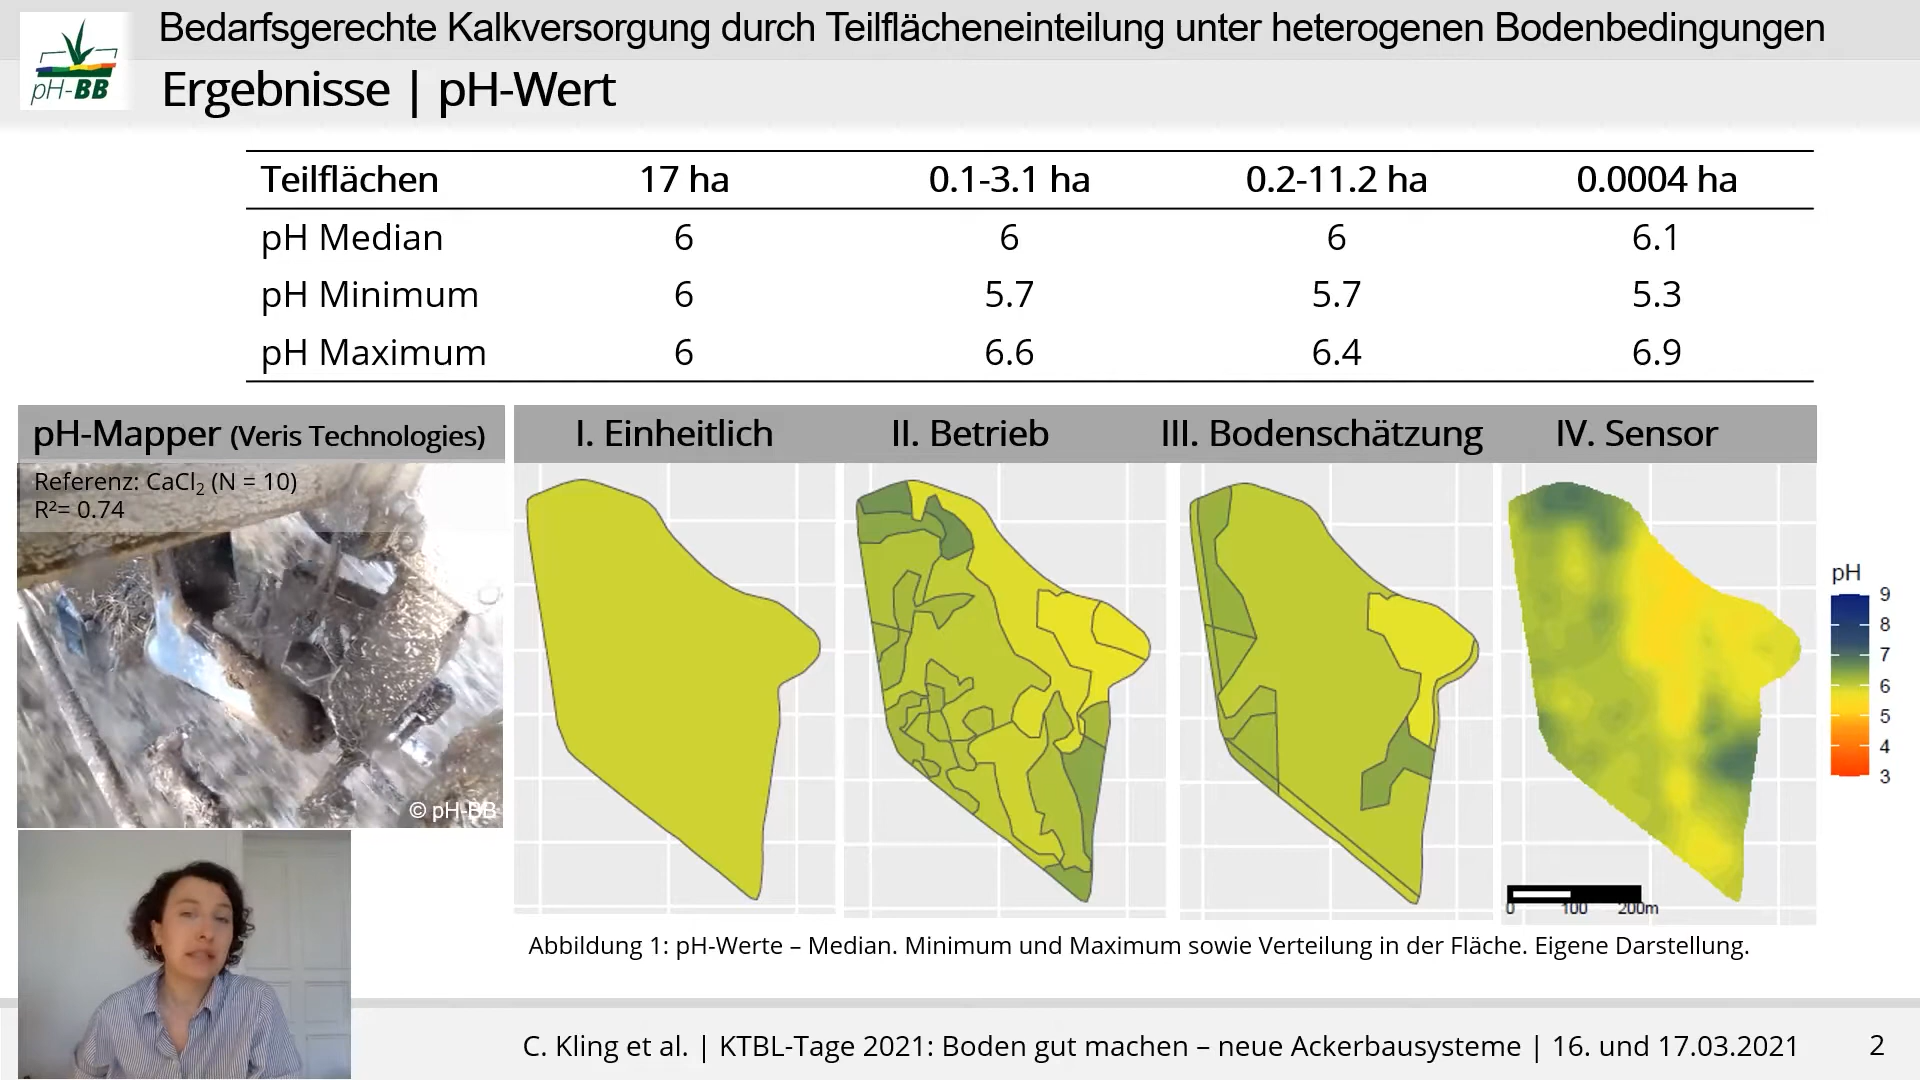 Bedarfsgerechte Kalkversorgung durch Teilflächeneinteilung unter heterogenen Bodenbedingungen
pH-BB
Ergebnisse | pH-Wert
Teilflächen 17 ha 0.1-3.1 ha 0.2-11.2 ha 0.0004 ha
pH Median 6 6 6 6.1
pH Minimum 6 5.7 5.7 5.3
pH Maximum 6 6.6 6.4 6.9
pH-Mapper (Veris Technologies)
I. Einheitlich II. Betrieb III. Bodenschätzung IV. Sensor
Referenz: CaCl₂ (N = 10)
R²= 0.74
© pH-BB
pH
9
8
7
6
5
4
3
0 100 200m
Abbildung 1: pH-Werte – Median. Minimum und Maximum sowie Verteilung in der Fläche. Eigene Darstellung.
C. Kling et al. | KTBL-Tage 2021: Boden gut machen – neue Ackerbausysteme | 16. und 17.03.2021 2